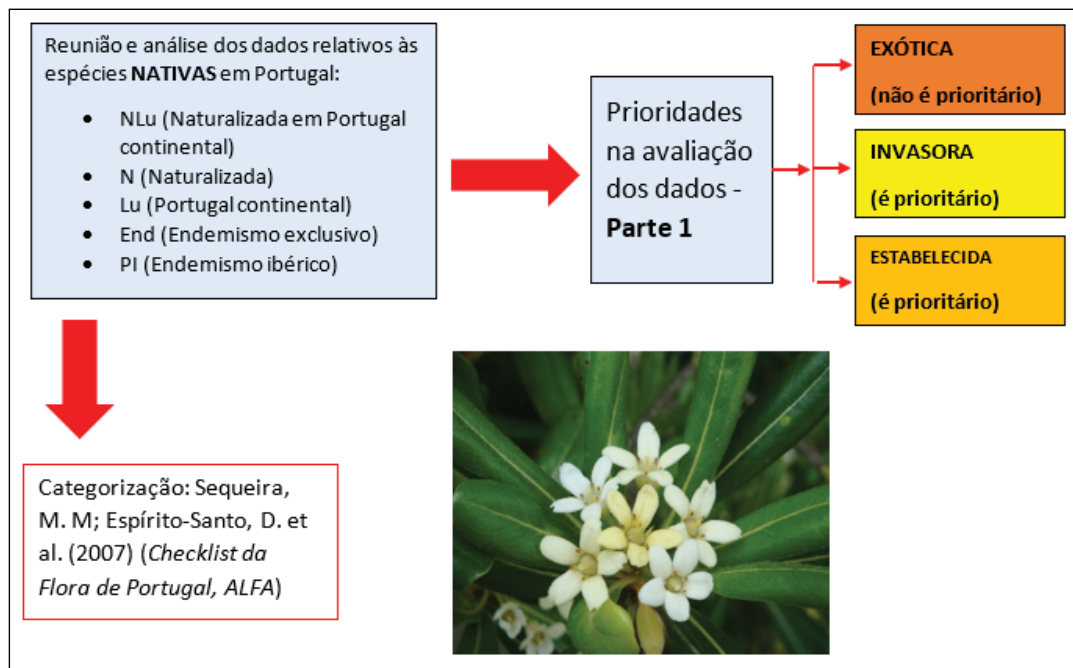 Reunião e análise dos dados relativos às
espécies NATIVAS em Portugal:
• NLu (Naturalizada em Portugal
continental)
• N (Naturalizada)
• Lu (Portugal continental)
• End (Endemismo exclusivo)
• PI (Endemismo ibérico)
Prioridades
na avaliação
dos dados -
Parte 1
EXÓTICA
(não é prioritário)
INVASORA
(é prioritário)
ESTABELECIDA
(é prioritário)
Categorização: Sequeira,
M. M; Espírito-Santo, D. et
al. (2007) (Checklist da
Flora de Portugal, ALFA)